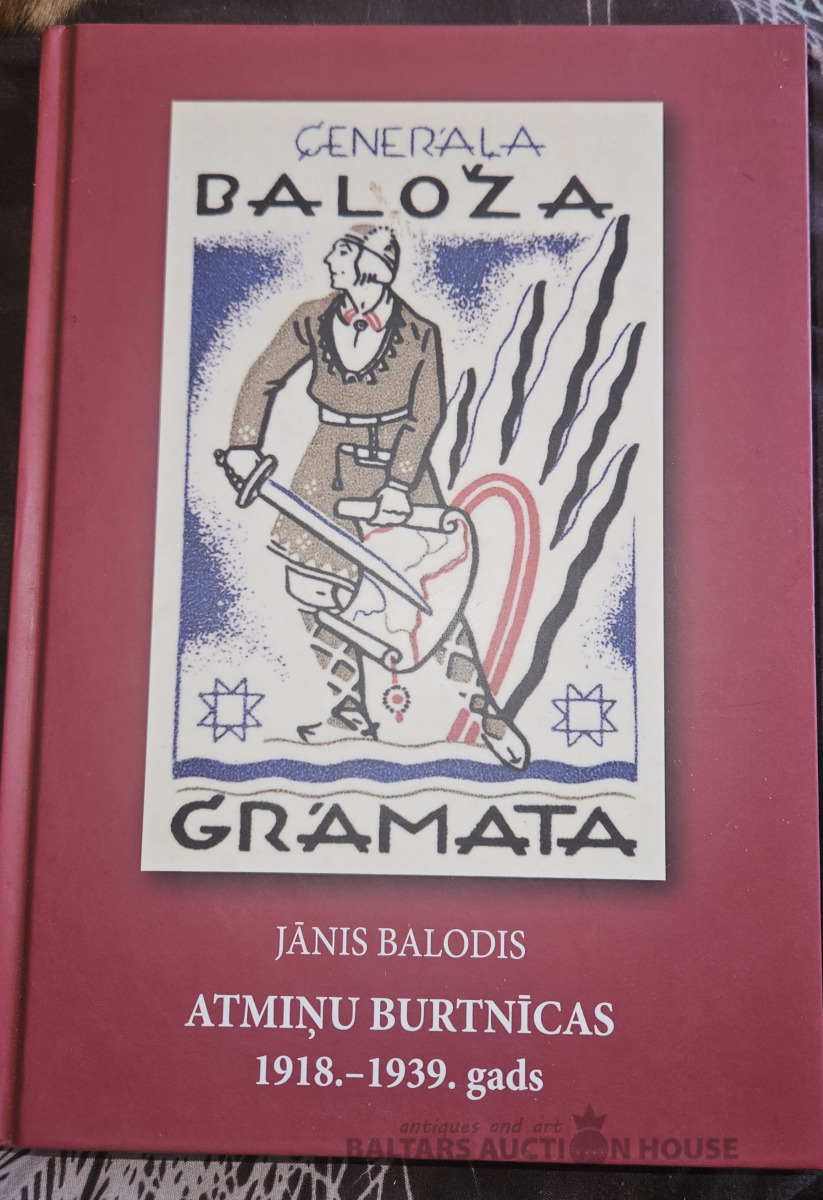 ĢENERĀĻA
BALOŽA
GRĀMATA
JĀNIS BALODIS
ATMIŅU BURTNĪCAS
1918.–1939. gads
antiques and art
BALTARS AUCTION HOUSE